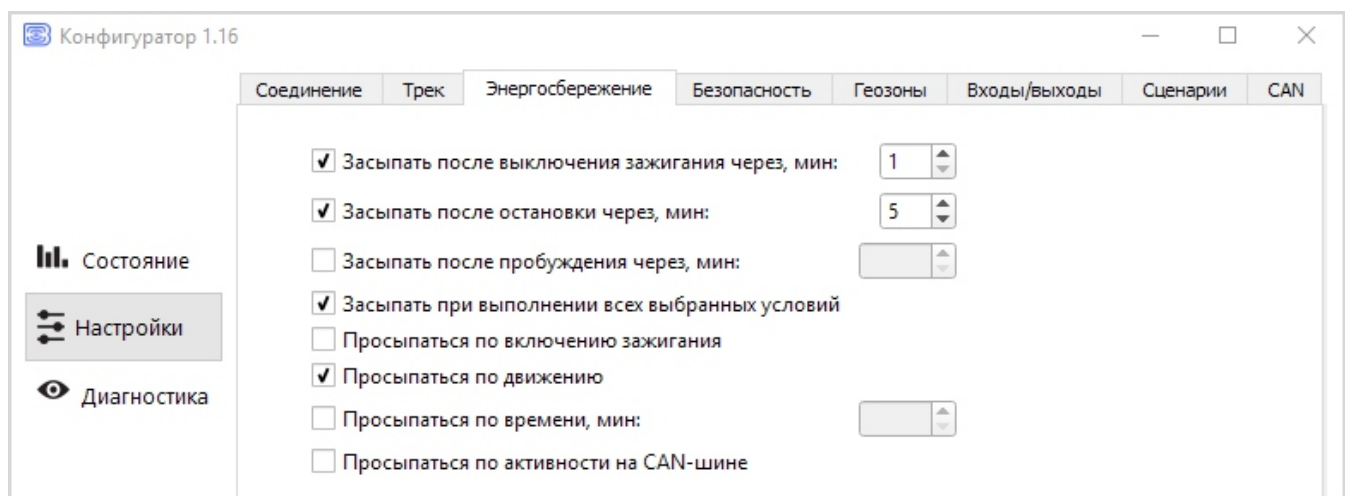 Конфигуратор 1.16
Соединение Трек Энергосбережение Безопасность Геозоны Входы/выходы Сценарии CAN
Засыпать после выключения зажигания через, мин: 1
Засыпать после остановки через, мин: 5
Состояние
Засыпать после пробуждения через, мин:
Засыпать при выполнении всех выбранных условий
Настройки
Просыпаться по включению зажигания
Просыпаться по движению
Диагностика
Просыпаться по времени, мин:
Просыпаться по активности на CAN-шине